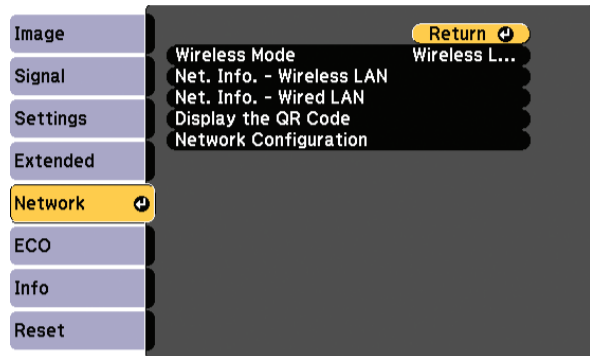 Image
Signal
Settings
Extended
Network
ECO
Info
Reset
Return
Wireless Mode Wireless L...
Net. Info. - Wireless LAN
Net. Info. - Wired LAN
Display the QR Code
Network Configuration